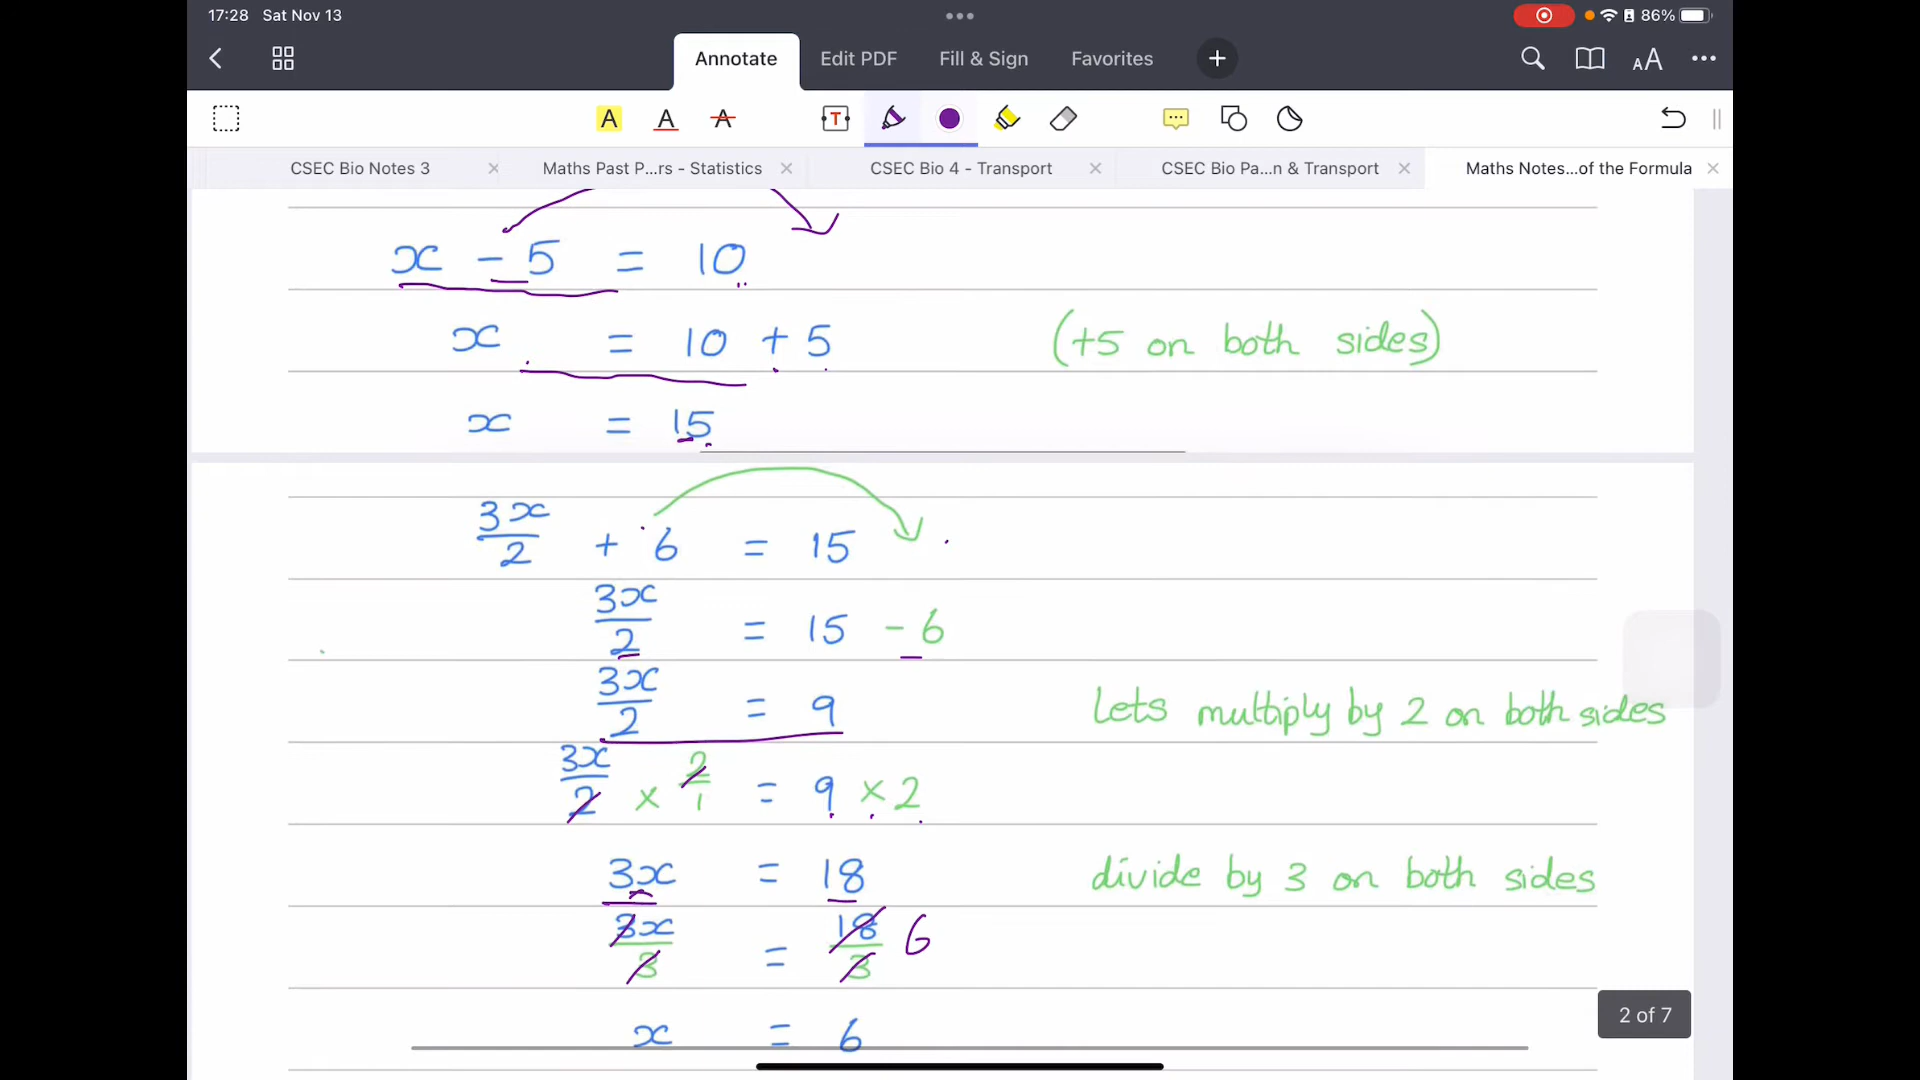 17:28 Sat Nov 13
86%
Annotate Edit PDF Fill & Sign Favorites
CSEC Bio Notes 3 Maths Past P...rs - Statistics CSEC Bio 4 - Transport CSEC Bio Pa...n & Transport Maths Notes...of the Formula
x - 5 = 10
x = 10 + 5 (+5 on both sides)
x = 15
3x/2 + 6 = 15
3x/2 = 15 - 6
3x/2 = 9 Lets multiply by 2 on both sides
3x/2 × 2/1 = 9 × 2
3x = 18 divide by 3 on both sides
3x/3 = 18/3 6
x = 6
2 of 7